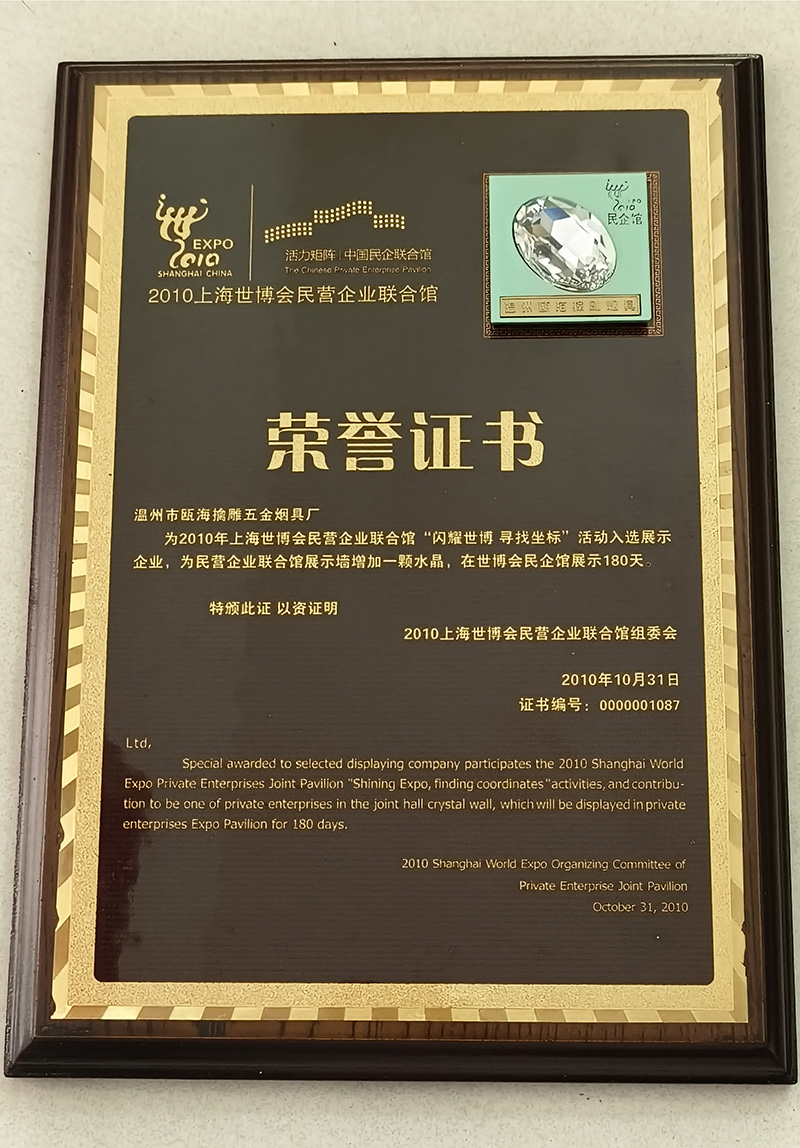 EXPO
2010
SHANGHAI CHINA
活力矩阵 | 中国民企联合馆
The Chinese Private Enterprise Pavilion
2010上海世博会民营企业联合馆
2010
民企馆
温州
荣誉证书
温州市瓯海擒雕五金烟具厂
为2010年上海世博会民营企业联合馆“闪耀世博 寻找坐标”活动入选展示
企业，为民营企业联合馆展示墙增加一颗水晶，在世博会民企馆展示180天。
特颁此证 以资证明
2010上海世博会民营企业联合馆组委会
2010年10月31日
证书编号：0000001087
Ltd,
Special awarded to selected displaying company participates the 2010 Shanghai World
Expo Private Enterprises Joint Pavilion "Shining Expo, finding coordinates"activities, and contribu-
tion to be one of private enterprises in the joint hall crystal wall, which will be displayed in private
enterprises Expo Pavilion for 180 days.
2010 Shanghai World Expo Organizing Committee of
Private Enterprise Joint Pavilion
October 31, 2010